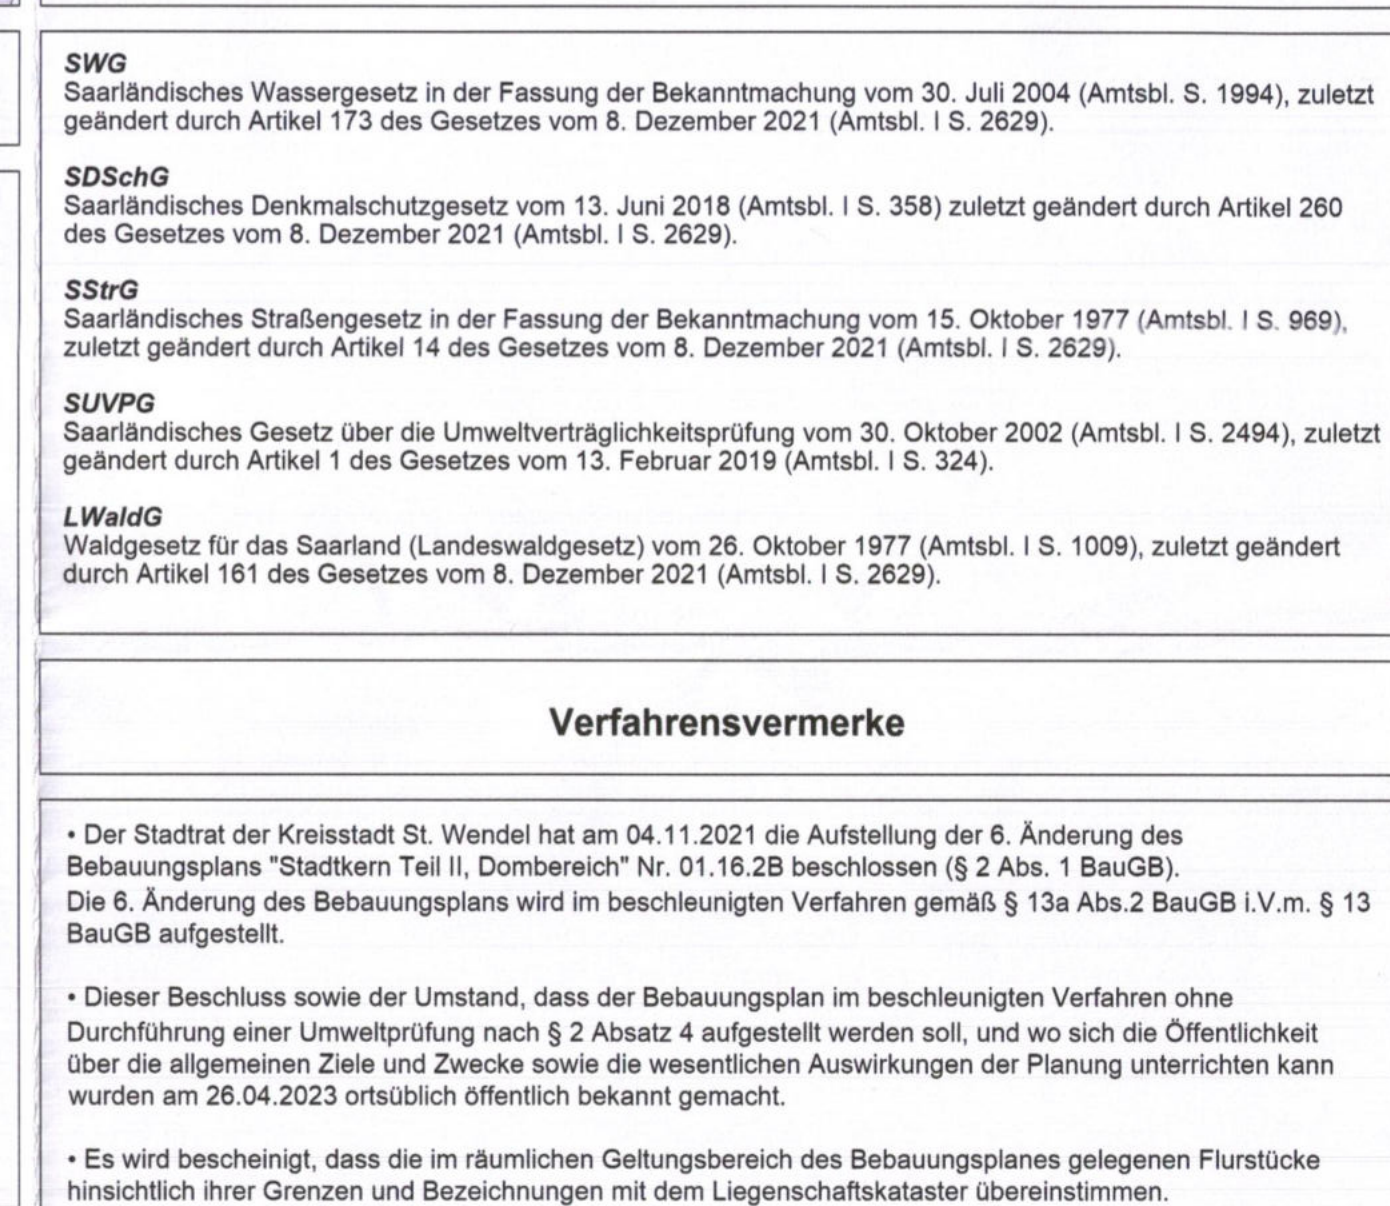 SWG
Saarländisches Wassergesetz in der Fassung der Bekanntmachung vom 30. Juli 2004 (Amtsbl. S. 1994), zuletzt
geändert durch Artikel 173 des Gesetzes vom 8. Dezember 2021 (Amtsbl. I S. 2629).
SDSchG
Saarländisches Denkmalschutzgesetz vom 13. Juni 2018 (Amtsbl. I S. 358) zuletzt geändert durch Artikel 260
des Gesetzes vom 8. Dezember 2021 (Amtsbl. I S. 2629).
SStrG
Saarländisches Straßengesetz in der Fassung der Bekanntmachung vom 15. Oktober 1977 (Amtsbl. I S. 969),
zuletzt geändert durch Artikel 14 des Gesetzes vom 8. Dezember 2021 (Amtsbl. I S. 2629).
SUVPG
Saarländisches Gesetz über die Umweltverträglichkeitsprüfung vom 30. Oktober 2002 (Amtsbl. I S. 2494), zuletzt
geändert durch Artikel 1 des Gesetzes vom 13. Februar 2019 (Amtsbl. I S. 324).
LWaldG
Waldgesetz für das Saarland (Landeswaldgesetz) vom 26. Oktober 1977 (Amtsbl. I S. 1009), zuletzt geändert
durch Artikel 161 des Gesetzes vom 8. Dezember 2021 (Amtsbl. I S. 2629).
Verfahrensvermerke
• Der Stadtrat der Kreisstadt St. Wendel hat am 04.11.2021 die Aufstellung der 6. Änderung des
Bebauungsplans "Stadtkern Teil II, Dombereich" Nr. 01.16.2B beschlossen (§ 2 Abs. 1 BauGB).
Die 6. Änderung des Bebauungsplans wird im beschleunigten Verfahren gemäß § 13a Abs.2 BauGB i.V.m. § 13
BauGB aufgestellt.
• Dieser Beschluss sowie der Umstand, dass der Bebauungsplan im beschleunigten Verfahren ohne
Durchführung einer Umweltprüfung nach § 2 Absatz 4 aufgestellt werden soll, und wo sich die Öffentlichkeit
über die allgemeinen Ziele und Zwecke sowie die wesentlichen Auswirkungen der Planung unterrichten kann
wurden am 26.04.2023 ortsüblich öffentlich bekannt gemacht.
• Es wird bescheinigt, dass die im räumlichen Geltungsbereich des Bebauungsplanes gelegenen Flurstücke
hinsichtlich ihrer Grenzen und Bezeichnungen mit dem Liegenschaftskataster übereinstimmen.